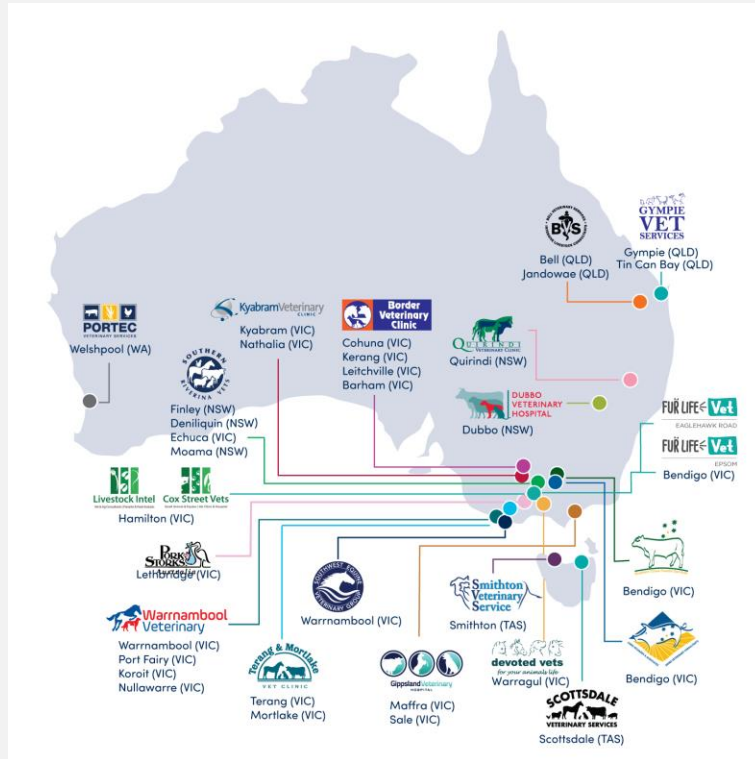 BVS
Bell (QLD)
Jandowae (QLD)
GYMPIE
VET
SERVICES
Gympie (QLD)
Tin Can Bay (QLD)
PORTEC
VETERINARY SERVICES
Welshpool (WA)
KyabramVeterinary
CLINIC
Kyabram (VIC)
Nathalia (VIC)
Border
Veterinary
Clinic
Cohuna (VIC)
Kerang (VIC)
Leitchville (VIC)
Barham (VIC)
QUIRINDI
VETERINARY CLINIC
Quirindi (NSW)
SOUTHERN
RIVERINA VETS
Finley (NSW)
Deniliquin (NSW)
Echuca (VIC)
Moama (NSW)
DUBBO
VETERINARY
HOSPITAL
Dubbo (NSW)
FUR LIFE Vet
EAGLEHAWK ROAD
FUR LIFE Vet
EPSOM
Bendigo (VIC)
Livestock Intel
Cox Street Vets
Hamilton (VIC)
PORK
STORKS
Australia
Lethbridge (VIC)
SOUTHWEST EQUINE
VETERINARY GROUP
Warrnambool (VIC)
Smithton
Veterinary
Service
Smithton (TAS)
Bendigo (VIC)
Warrnambool
Veterinary
Warrnambool (VIC)
Port Fairy (VIC)
Koroit (VIC)
Nullawarre (VIC)
Terang & Mortlake
VET CLINIC
Terang (VIC)
Mortlake (VIC)
GippslandVeterinary
HOSPITAL
Maffra (VIC)
Sale (VIC)
devoted vets
for your animals life
Warragul (VIC)
Bendigo (VIC)
SCOTTSDALE
VETERINARY SERVICES
Scottsdale (TAS)